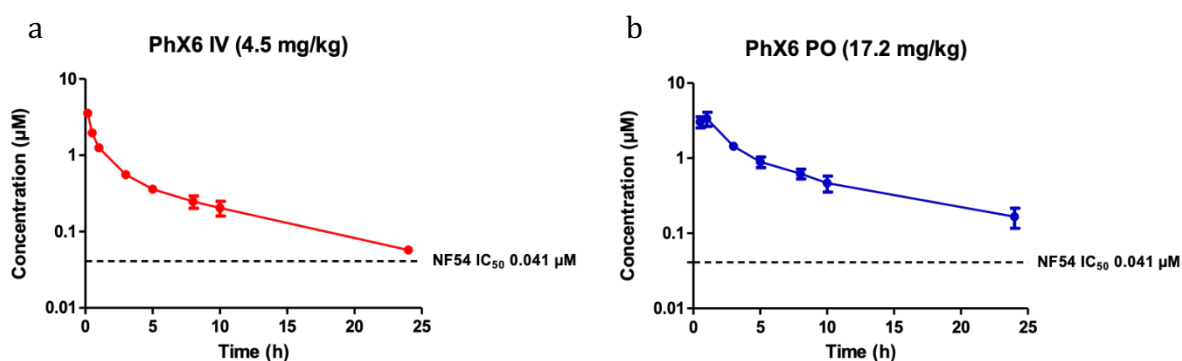 a
PhX6 IV (4.5 mg/kg)
Concentration (µM)
10
1
0.1
0.01
NF54 IC₅₀ 0.041 µM
0 5 10 15 20 25
Time (h)
b
PhX6 PO (17.2 mg/kg)
Concentration (µM)
10
1
0.1
0.01
NF54 IC₅₀ 0.041 µM
0 5 10 15 20 25
Time (h)